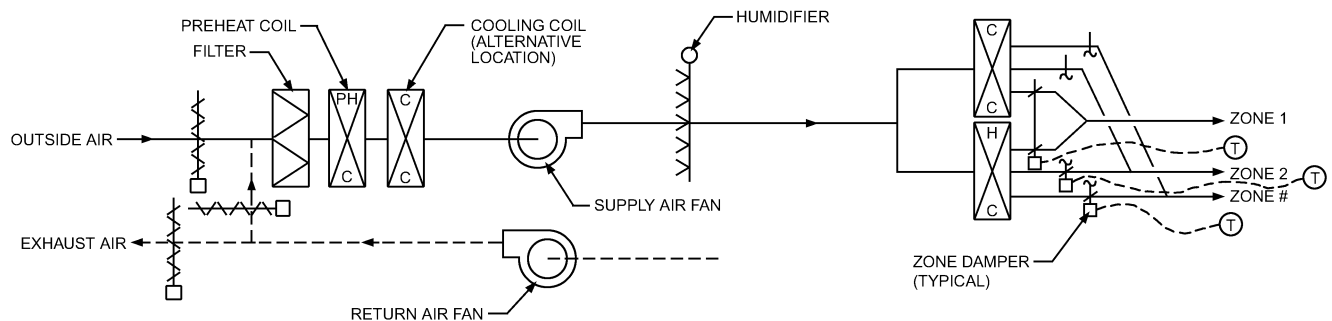 PREHEAT COIL
FILTER
COOLING COIL
(ALTERNATIVE
LOCATION)
HUMIDIFIER
PH
C
C
C
C
C
H
C
OUTSIDE AIR
EXHAUST AIR
SUPPLY AIR FAN
RETURN AIR FAN
ZONE 1
T
ZONE 2
T
ZONE #
T
ZONE DAMPER
(TYPICAL)